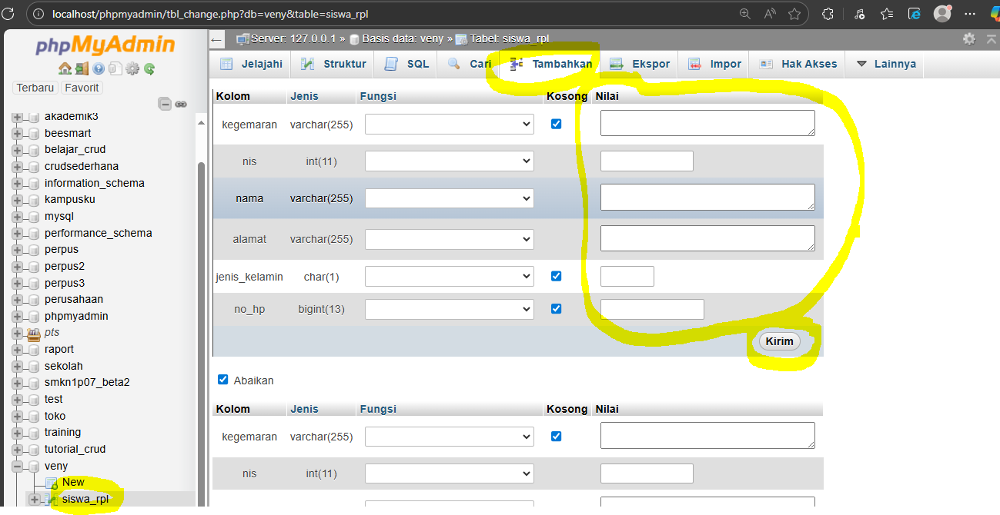 localhost/phpmyadmin/tbl_change.php?db=veny&table=siswa_rpl
phpMyAdmin
Terbaru Favorit
akademik3
beesmart
belajar_crud
crudsederhana
information_schema
kampusku
mysql
performance_schema
perpus
perpus2
perpus3
perusahaan
phpmyadmin
pts
raport
sekolah
smkn1p07_beta2
test
toko
training
tutorial_crud
veny
New
siswa_rpl
Server: 127.0.0.1 » Basis data: veny » Tabel: siswa_rpl
Jelajahi Struktur SQL Cari Tambahkan Ekspor Impor Hak Akses Lainnya
Kolom Jenis Fungsi Kosong Nilai
kegemaran varchar(255)
nis int(11)
nama varchar(255)
alamat varchar(255)
jenis_kelamin char(1)
no_hp bigint(13)
Kirim
Abaikan
Kolom Jenis Fungsi Kosong Nilai
kegemaran varchar(255)
nis int(11)